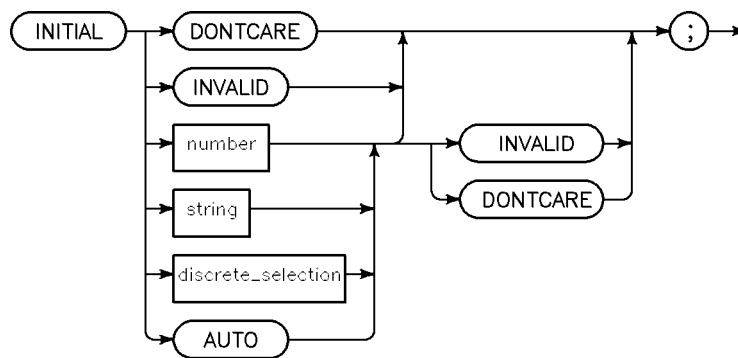 INITIAL
DONTCARE
;
INVALID
number
INVALID
string
DONTCARE
discrete_selection
AUTO